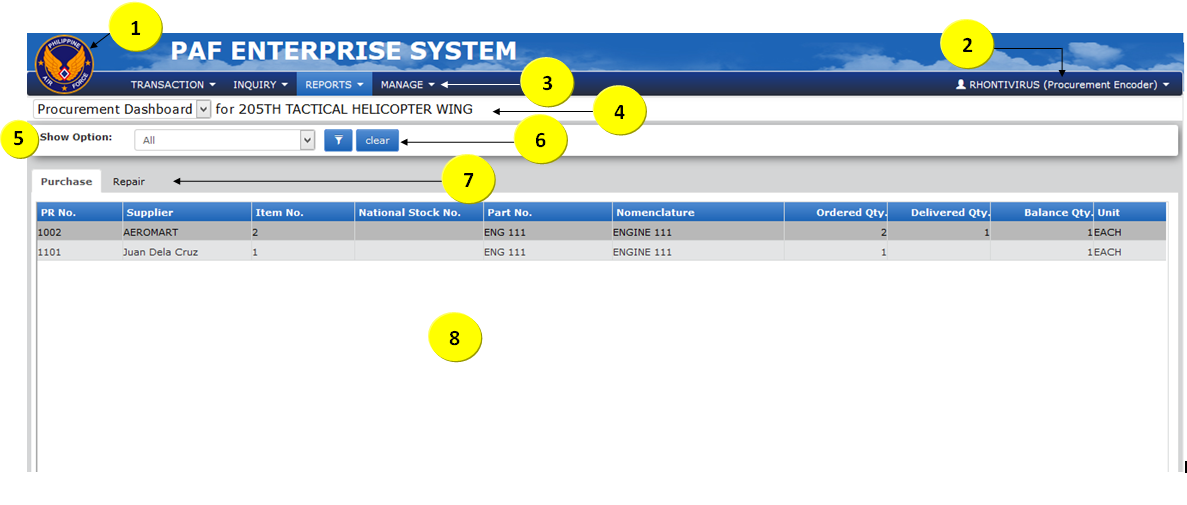 1
PHILIPPINE
AIR FORCE
PAF ENTERPRISE SYSTEM
2
TRANSACTION INQUIRY REPORTS MANAGE
3
RHONTIVIRUS (Procurement Encoder)
Procurement Dashboard for 205TH TACTICAL HELICOPTER WING
4
5
Show Option: All clear
6
Purchase Repair
7
PR No. Supplier Item No. National Stock No. Part No. Nomenclature Ordered Qty. Delivered Qty. Balance Qty. Unit
1002 AEROMART 2 ENG 111 ENGINE 111 2 1 1 EACH
1101 Juan Dela Cruz 1 ENG 111 ENGINE 111 1 1 EACH
8